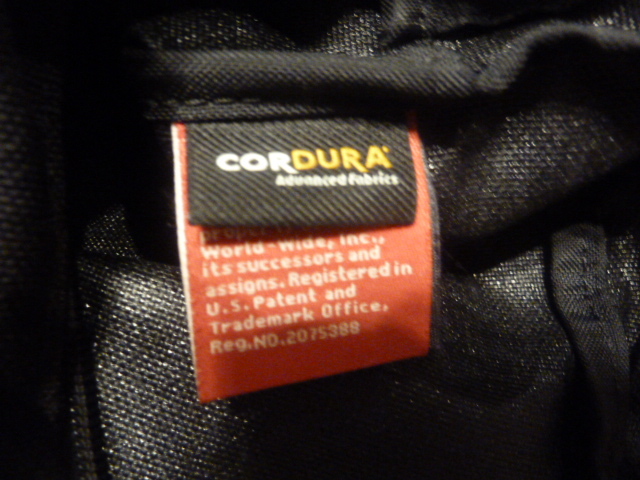 CORDURA
Advanced Fabrics
World-Wide, Inc.,
its successors and
assigns. Registered in
U.S. Patent and
Trademark Office,
Reg.NO.2075388